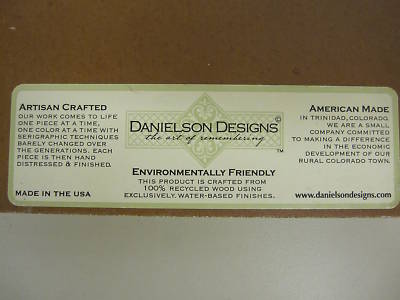 ARTISAN CRAFTED
OUR WORK COMES TO LIFE
ONE PIECE AT A TIME,
ONE COLOR AT A TIME WITH
SERIGRAPHIC TECHNIQUES
BARELY CHANGED OVER
THE GENERATIONS. EACH
PIECE IS THEN HAND
DISTRESSED & FINISHED.
MADE IN THE USA
DANIELSON DESIGNS©
the art of remembering
™
ENVIRONMENTALLY FRIENDLY
THIS PRODUCT IS CRAFTED FROM
100% RECYCLED WOOD USING
EXCLUSIVELY WATER-BASED FINISHES.
AMERICAN MADE
IN TRINIDAD, COLORADO.
WE ARE A SMALL
COMPANY COMMITTED
TO MAKING A DIFFERENCE
IN THE ECONOMIC
DEVELOPMENT OF OUR
RURAL COLORADO TOWN.
www.danielsondesigns.com